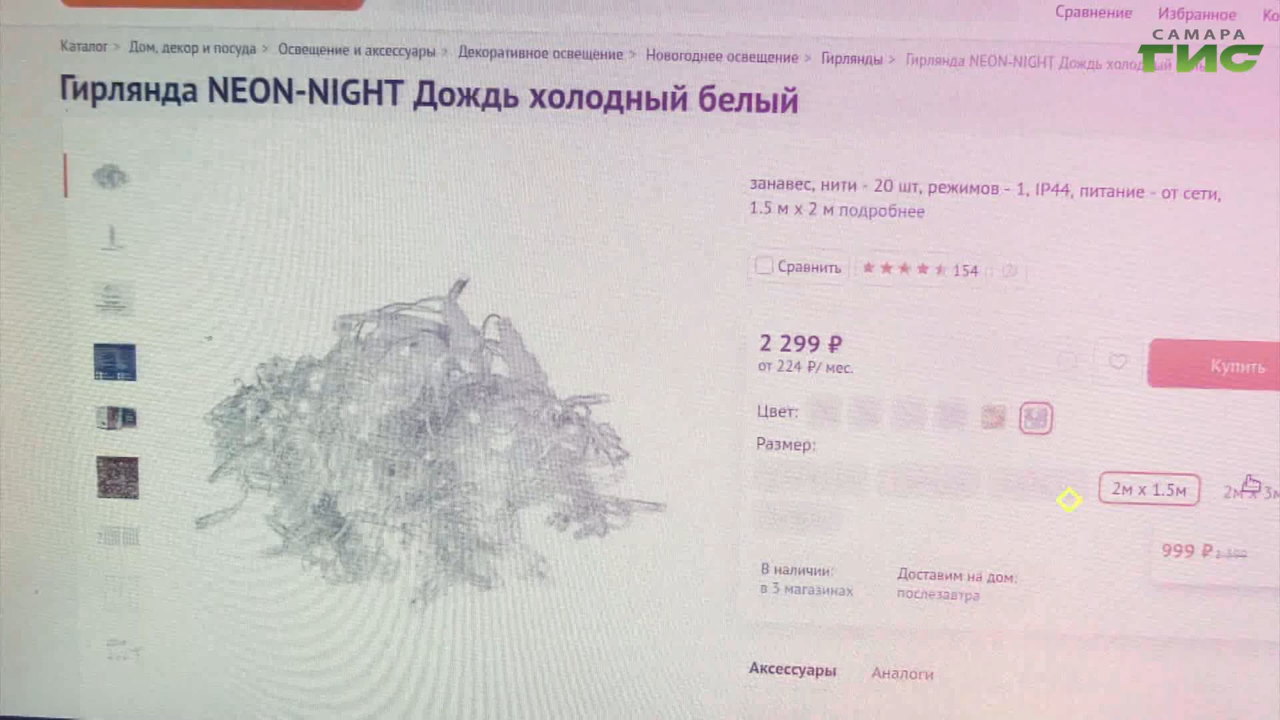 Сравнение Избранное
САМАРА
ГИС
Каталог > Дом, декор и посуда > Освещение и аксессуары > Декоративное освещение > Новогоднее освещение > Гирлянды > Гирлянда NEON-NIGHT Дождь
Гирлянда NEON-NIGHT Дождь холодный белый
занавес, нити - 20 шт, режимов - 1, IP44, питание - от сети,
1.5 м x 2 м подробнее
Сравнить 154
2 299 ₽
от 224 ₽/ мес.
Купить
Цвет:
Размер:
2м x 1.5м
999 ₽
В наличии:
в 3 магазинах
Доставим на дом:
послезавтра
Аксессуары Аналоги